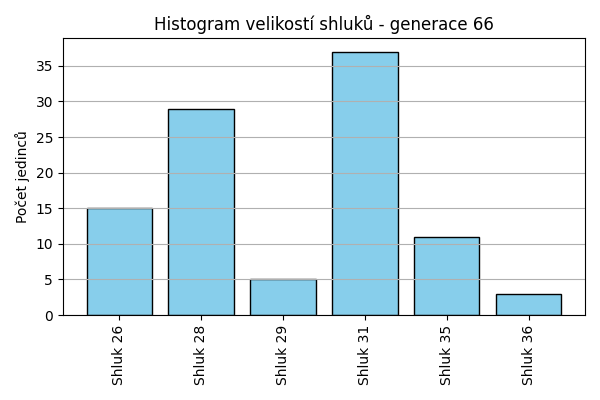 Histogram velikostí shluků - generace 66
Počet jedinců
35
30
25
20
15
10
5
0
Shluk 26
Shluk 28
Shluk 29
Shluk 31
Shluk 35
Shluk 36